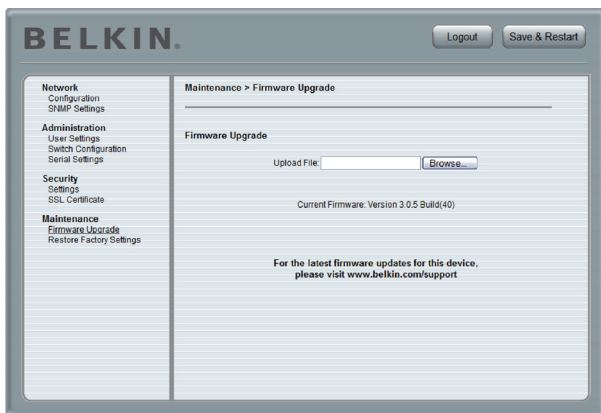 BELKIN.
Logout
Save & Restart
Network
Configuration
SNMP Settings
Administration
User Settings
Switch Configuration
Serial Settings
Security
Settings
SSL Certificate
Maintenance
Firmware Upgrade
Restore Factory Settings
Maintenance > Firmware Upgrade
Firmware Upgrade
Upload File: Browse...
Current Firmware: Version 3.0.5 Build(40)
For the latest firmware updates for this device,
please visit www.belkin.com/support